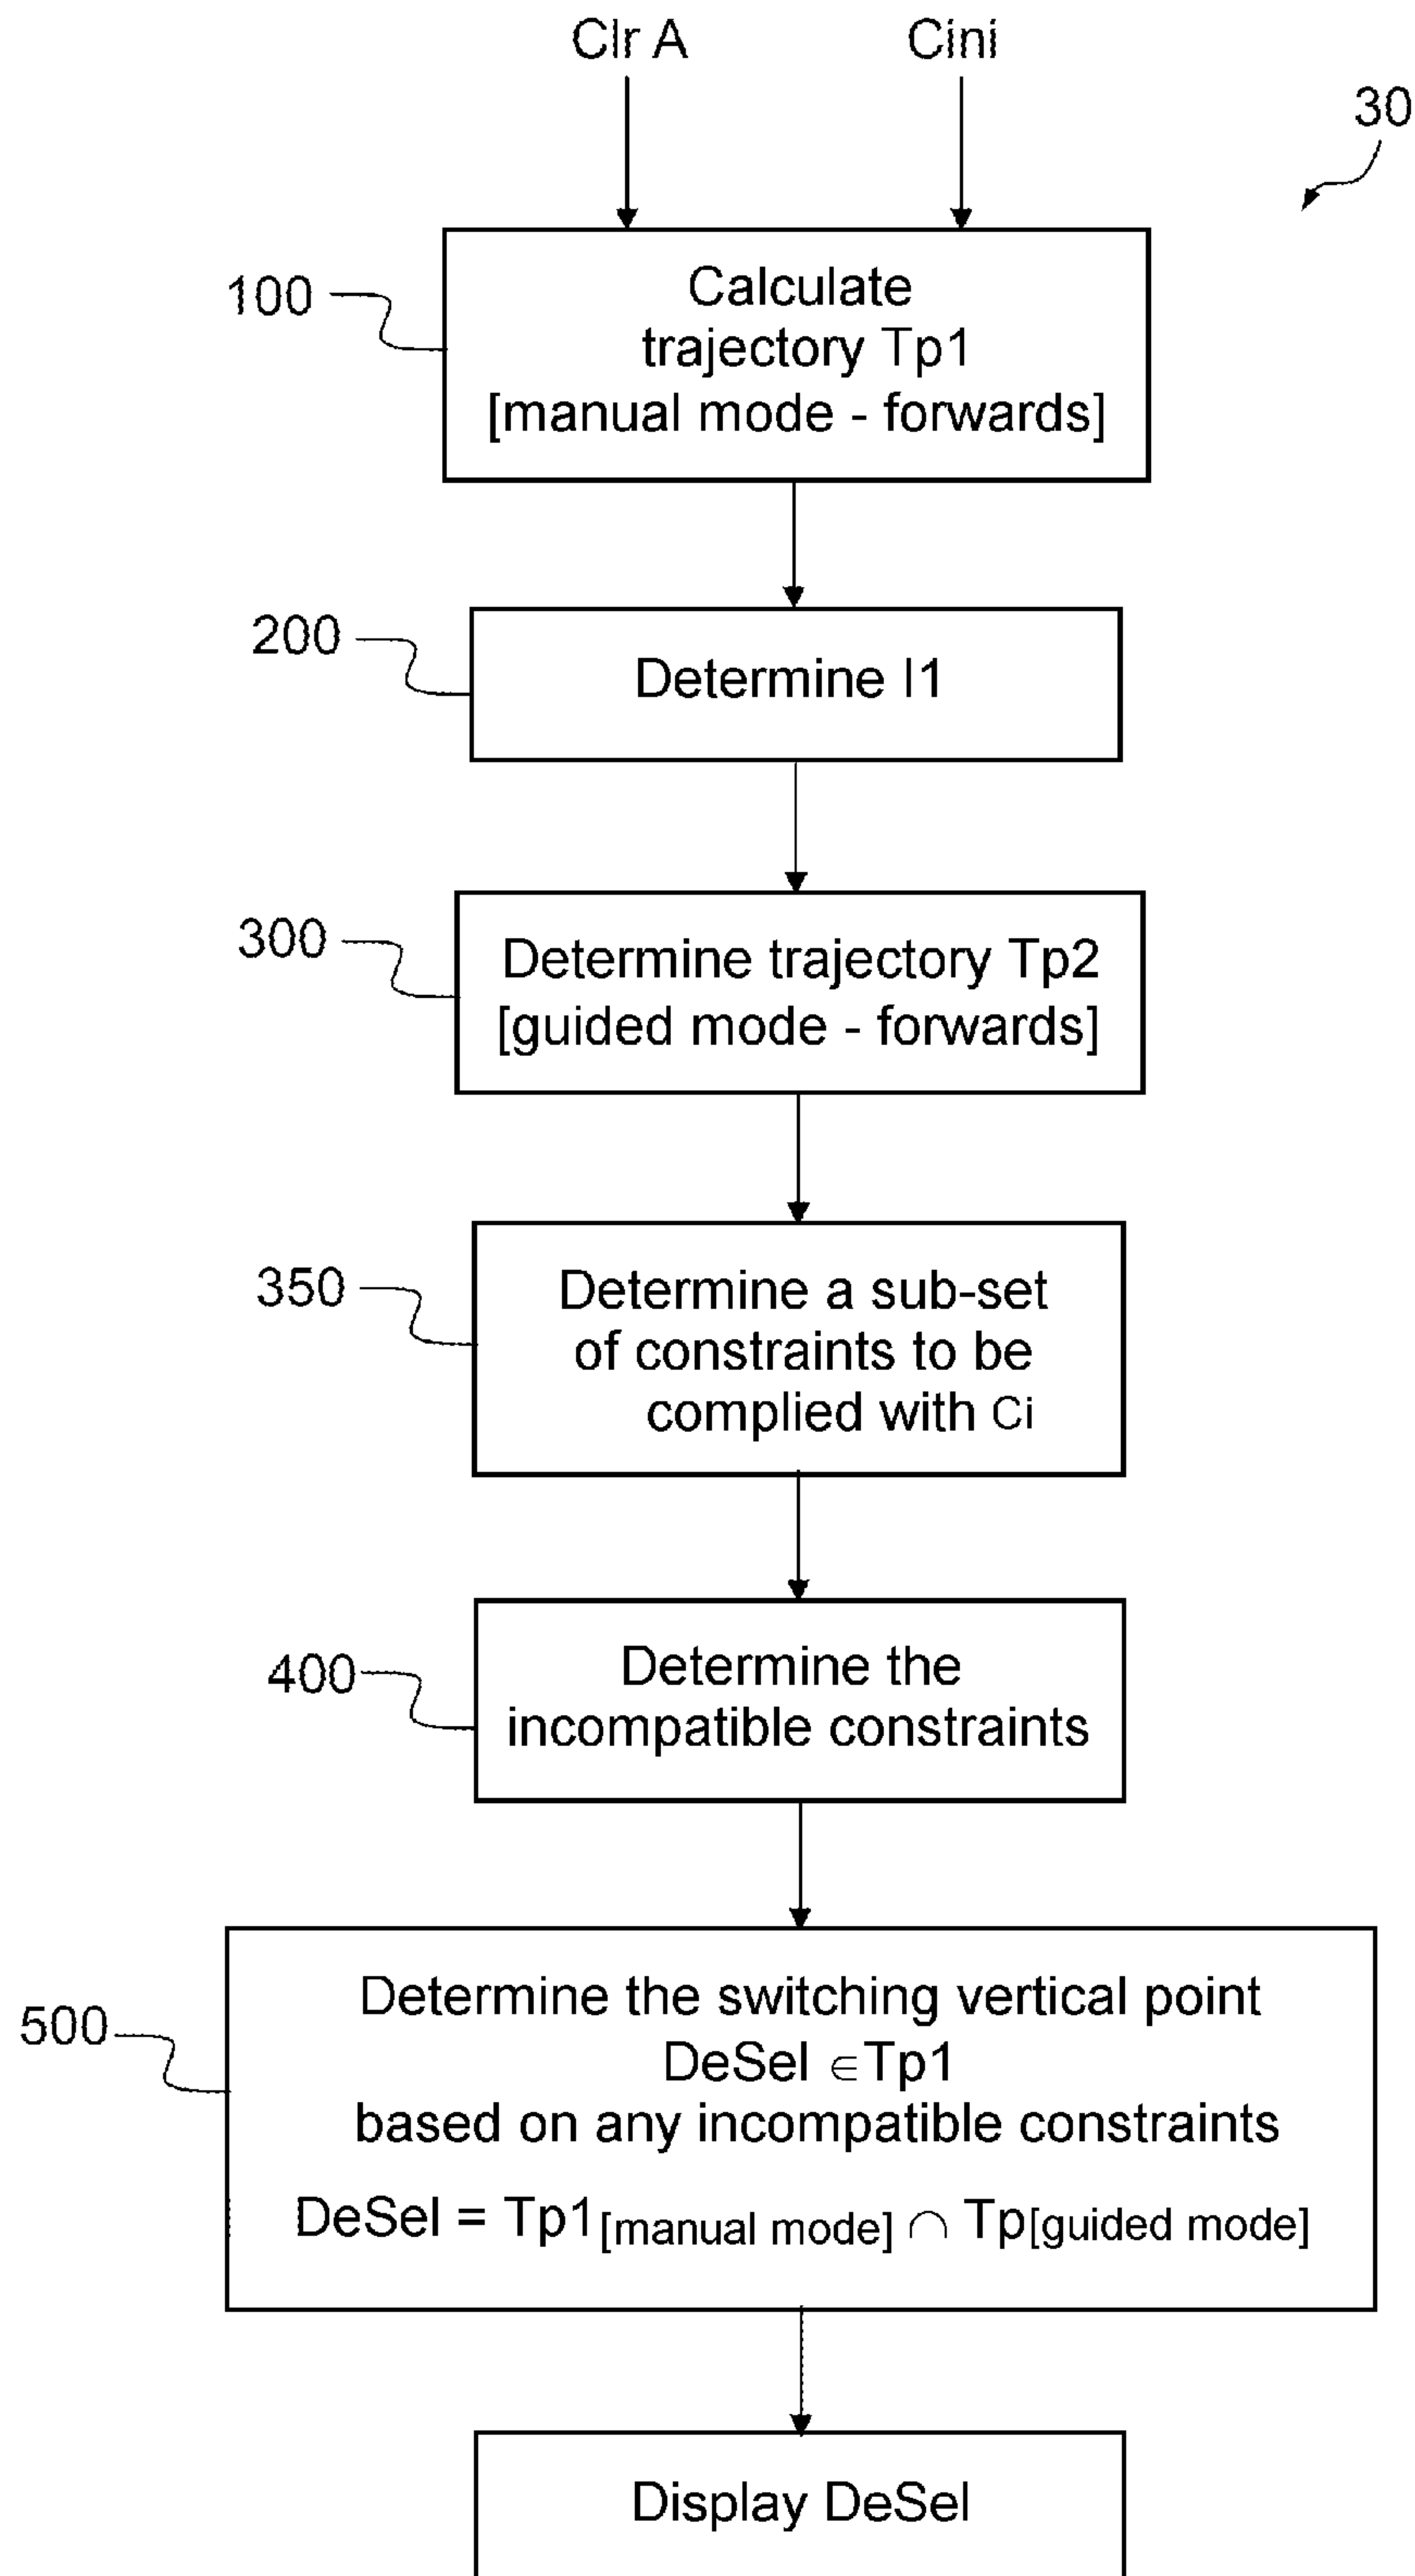 Clr A
Cini
30
100
Calculate
trajectory Tp1
[manual mode - forwards]
200
Determine I1
300
Determine trajectory Tp2
[guided mode - forwards]
350
Determine a sub-set
of constraints to be
complied with Ci
400
Determine the
incompatible constraints
500
Determine the switching vertical point
DeSel ∈Tp1
based on any incompatible constraints
DeSel = Tp1[manual mode] ∩ Tp[guided mode]
Display DeSel